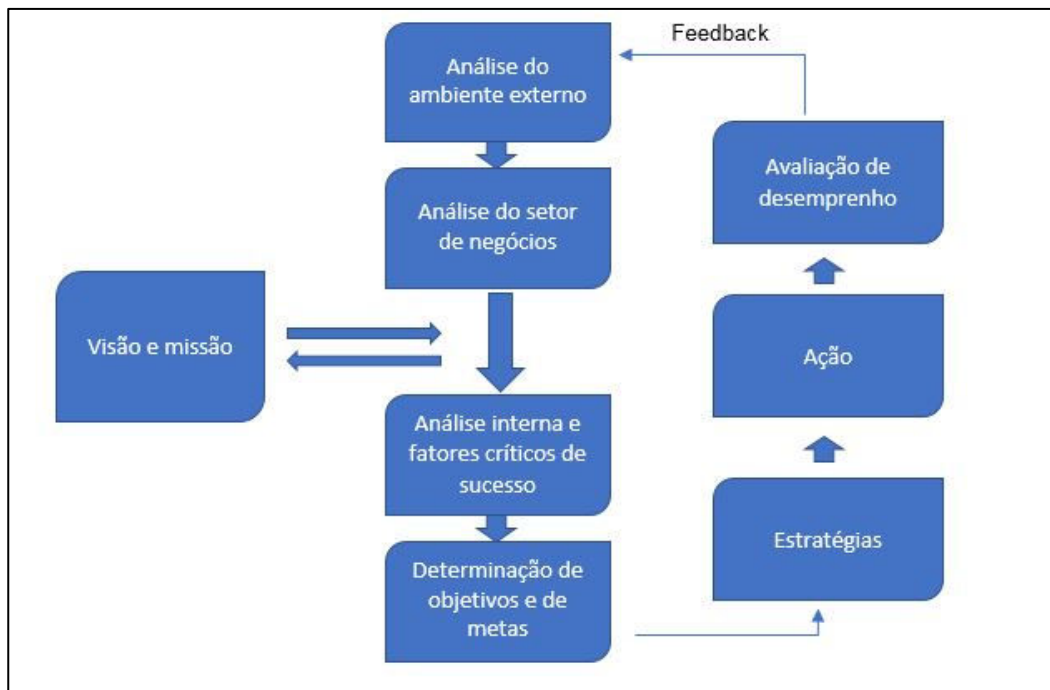 Feedback
Análise do
ambiente externo
Análise do setor
de negócios
Visão e missão
Análise interna e
fatores críticos de
sucesso
Determinação de
objetivos e de
metas
Estratégias
Ação
Avaliação de
desemprenho